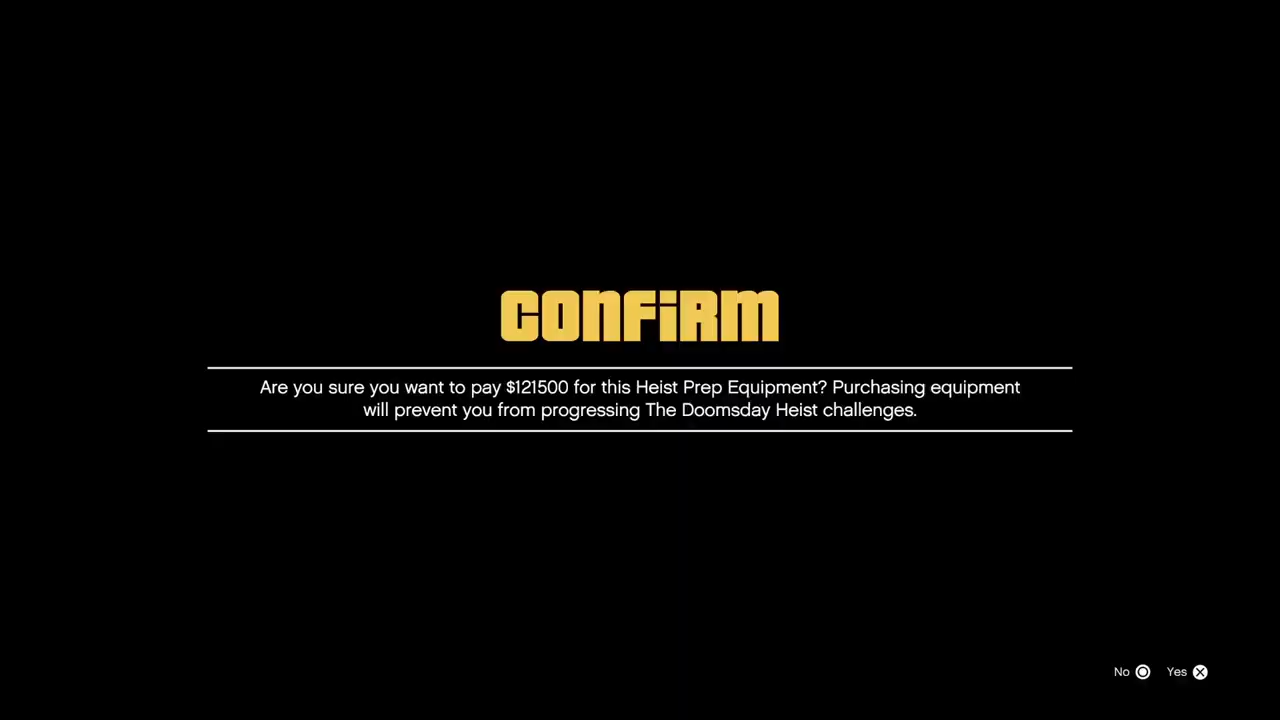 CONFIRM
Are you sure you want to pay $121500 for this Heist Prep Equipment? Purchasing equipment
will prevent you from progressing The Doomsday Heist challenges.
No Yes